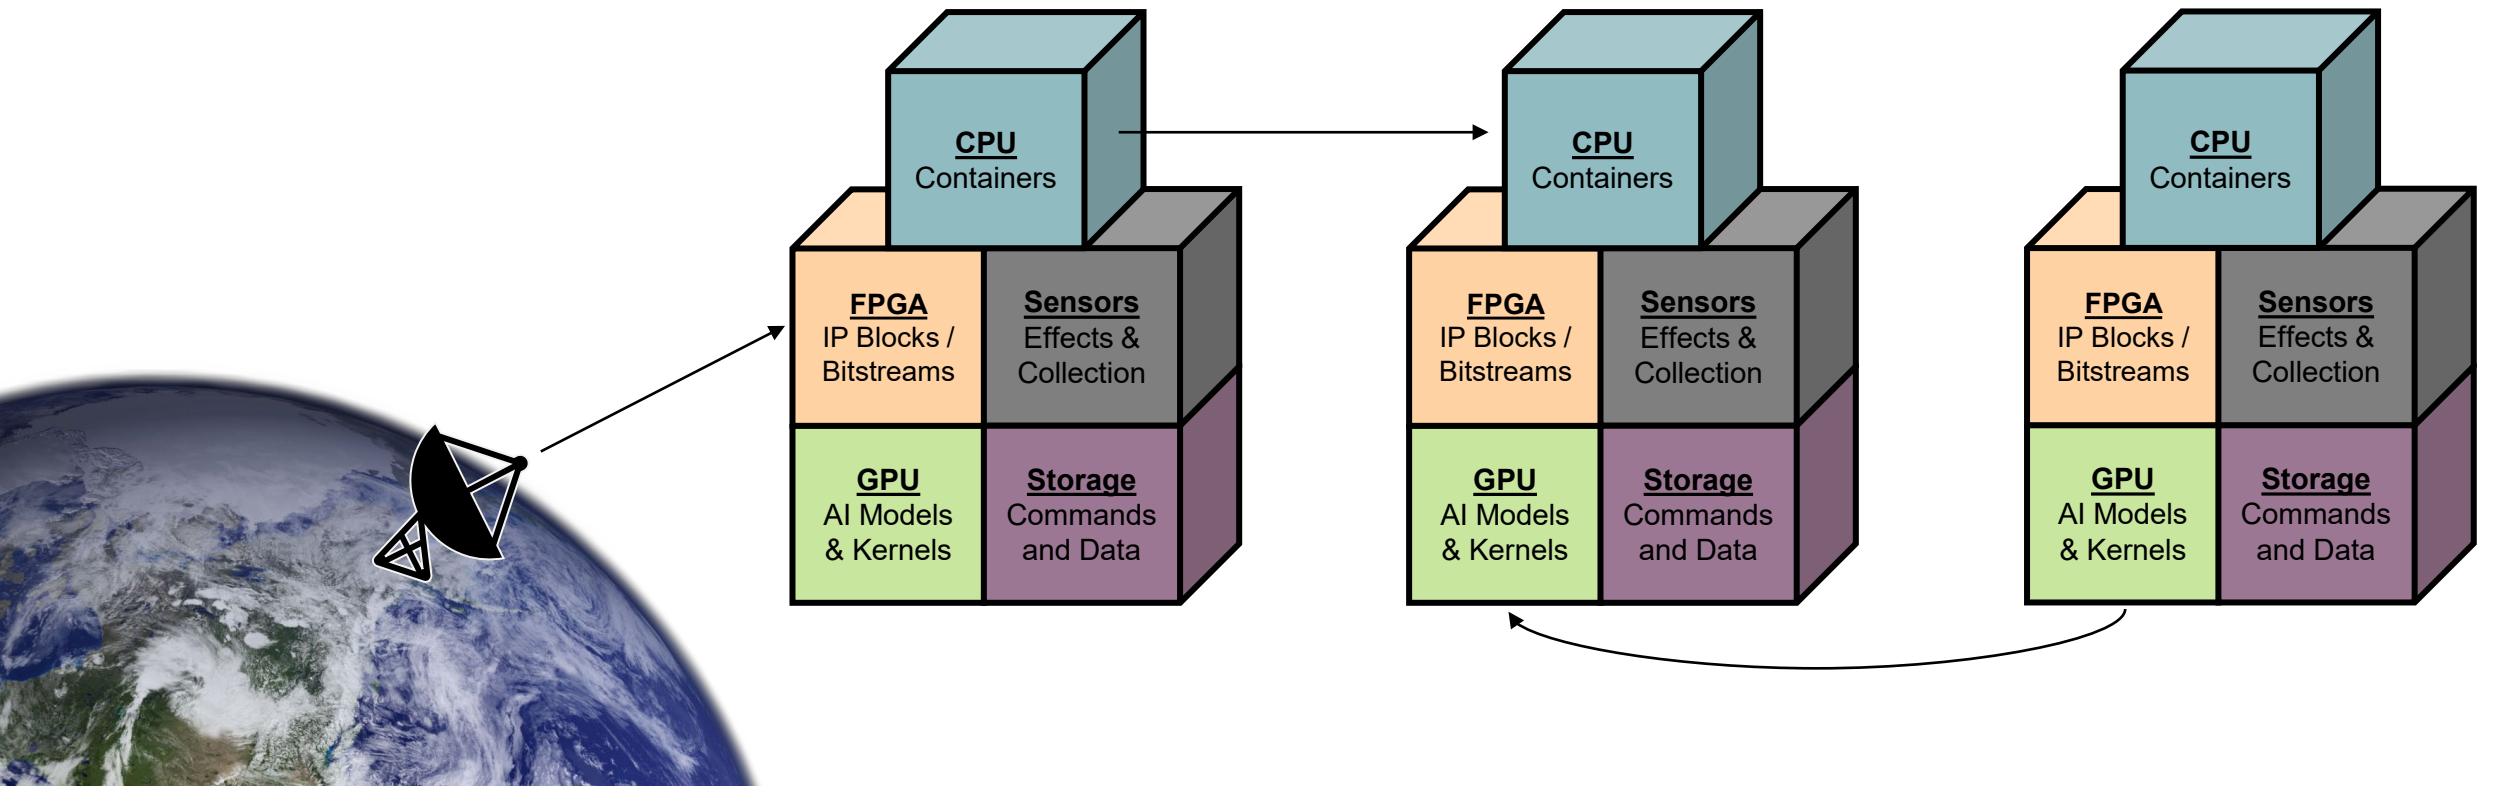 CPU
Containers
FPGA
IP Blocks /
Bitstreams
Sensors
Effects &
Collection
GPU
AI Models
& Kernels
Storage
Commands
and Data
CPU
Containers
FPGA
IP Blocks /
Bitstreams
Sensors
Effects &
Collection
GPU
AI Models
& Kernels
Storage
Commands
and Data
CPU
Containers
FPGA
IP Blocks /
Bitstreams
Sensors
Effects &
Collection
GPU
AI Models
& Kernels
Storage
Commands
and Data